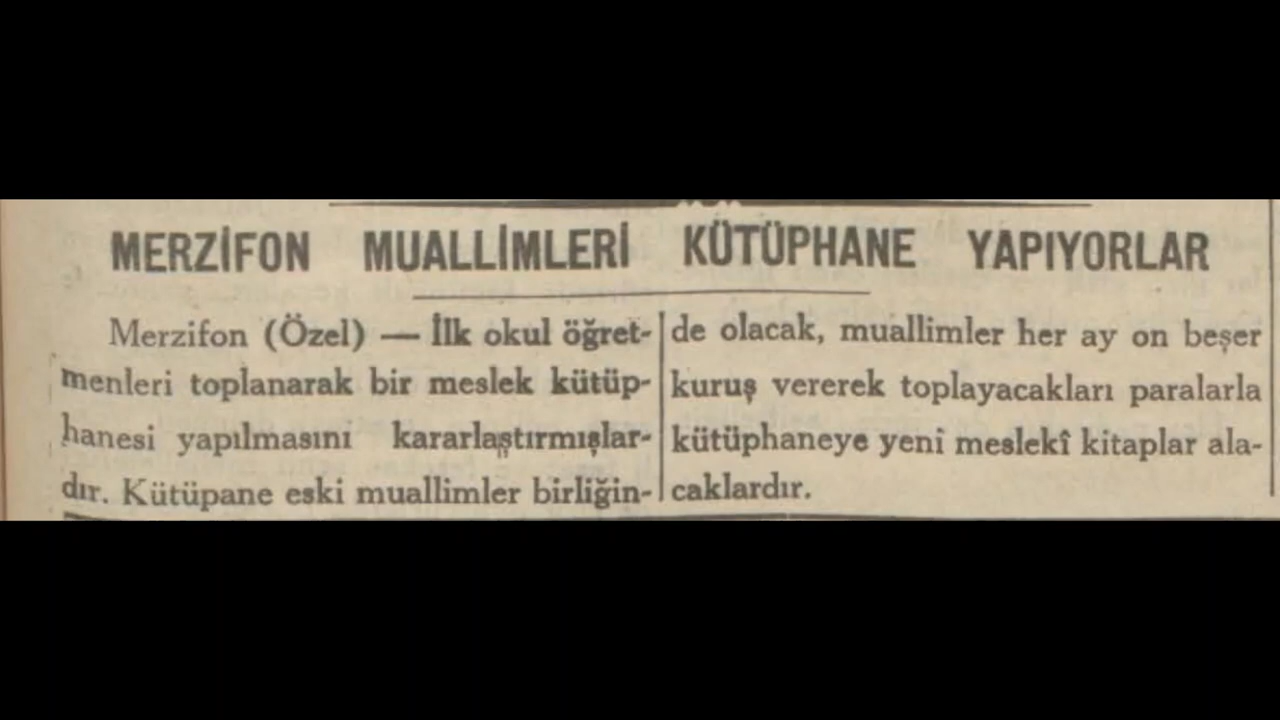 MERZİFON MUALLİMLERİ KÜTÜPHANE YAPIYORLAR
Merzifon (Özel) — İlk okul öğret-
menleri toplanarak bir meslek kütüp-
hanesi yapılmasını kararlaştırmışlar-
dır. Kütüpane eski muallimler birliğin-
de olacak, muallimler her ay on beşer
kuruş vererek toplayacakları paralarla
kütüphaneye yeni meslekî kitaplar ala-
caklardır.